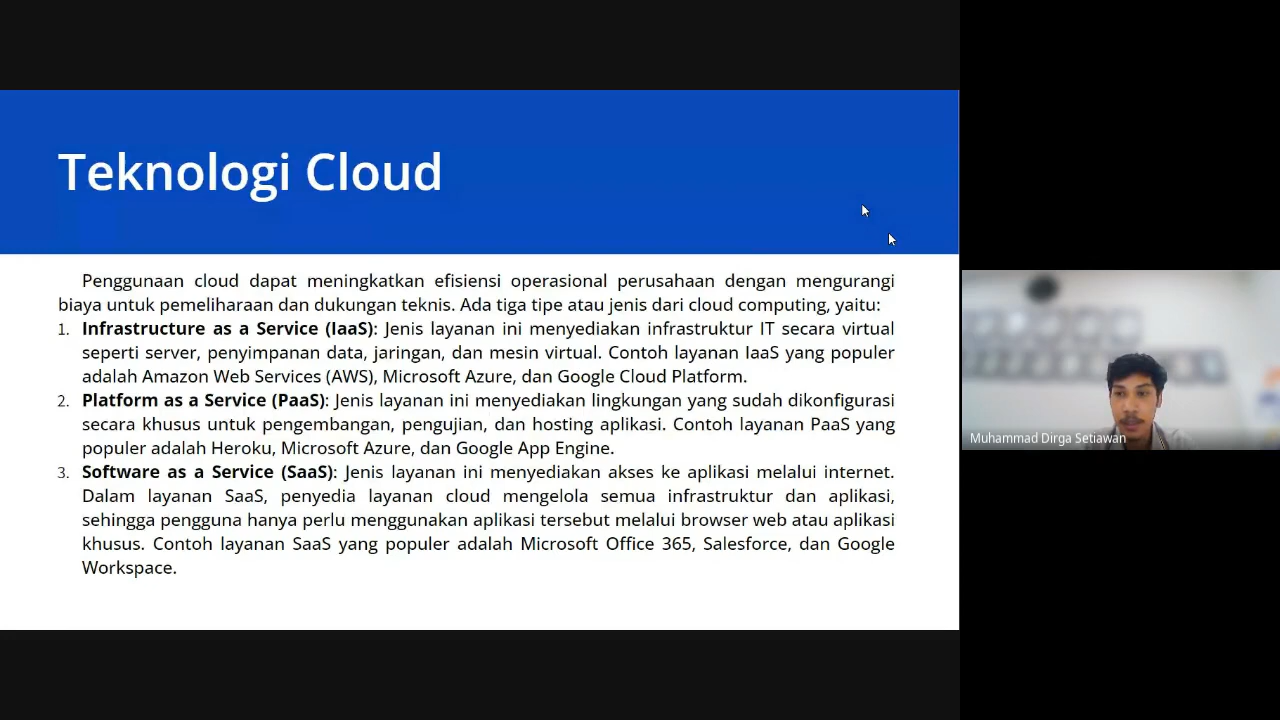 Teknologi Cloud
Penggunaan cloud dapat meningkatkan efisiensi operasional perusahaan dengan mengurangi
biaya untuk pemeliharaan dan dukungan teknis. Ada tiga tipe atau jenis dari cloud computing, yaitu:
1. Infrastructure as a Service (IaaS): Jenis layanan ini menyediakan infrastruktur IT secara virtual
seperti server, penyimpanan data, jaringan, dan mesin virtual. Contoh layanan IaaS yang populer
adalah Amazon Web Services (AWS), Microsoft Azure, dan Google Cloud Platform.
2. Platform as a Service (PaaS): Jenis layanan ini menyediakan lingkungan yang sudah dikonfigurasi
secara khusus untuk pengembangan, pengujian, dan hosting aplikasi. Contoh layanan PaaS yang
populer adalah Heroku, Microsoft Azure, dan Google App Engine.
3. Software as a Service (SaaS): Jenis layanan ini menyediakan akses ke aplikasi melalui internet.
Dalam layanan SaaS, penyedia layanan cloud mengelola semua infrastruktur dan aplikasi,
sehingga pengguna hanya perlu menggunakan aplikasi tersebut melalui browser web atau aplikasi
khusus. Contoh layanan SaaS yang populer adalah Microsoft Office 365, Salesforce, dan Google
Workspace.
Muhammad Dirga Setiawan